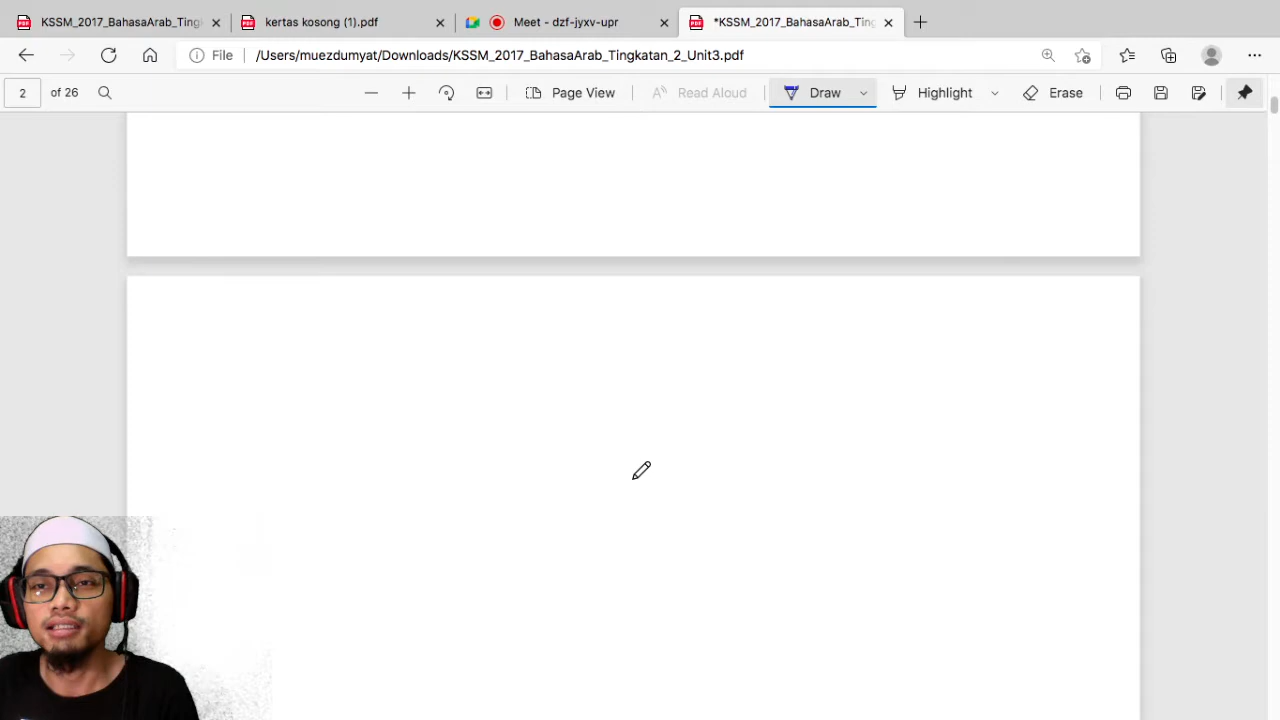 KSSM_2017_BahasaArab_Ting
kertas kosong (1).pdf
Meet - dzf-jyxv-upr
*KSSM_2017_BahasaArab_Ting
File
/Users/muezdumyat/Downloads/KSSM_2017_BahasaArab_Tingkatan_2_Unit3.pdf
2 of 26
Page View
Read Aloud
Draw
Highlight
Erase